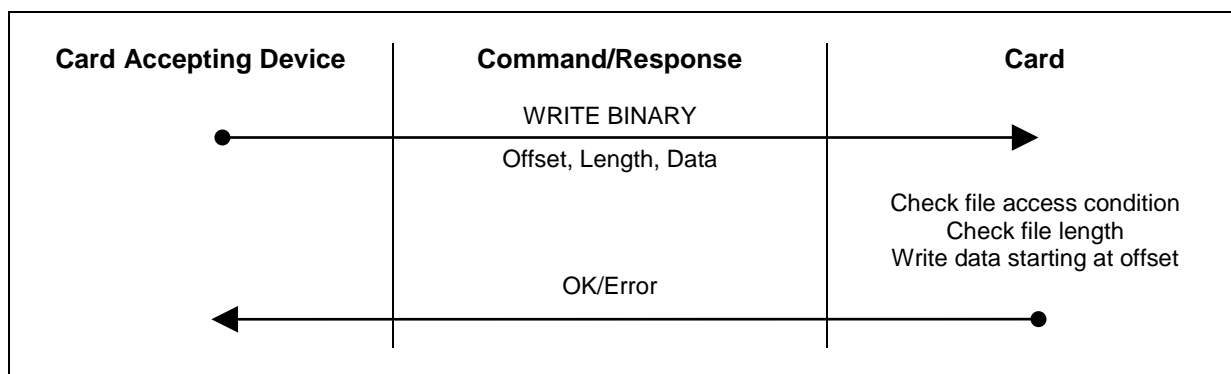 Card Accepting Device
Command/Response
Card
WRITE BINARY
Offset, Length, Data
Check file access condition
Check file length
Write data starting at offset
OK/Error